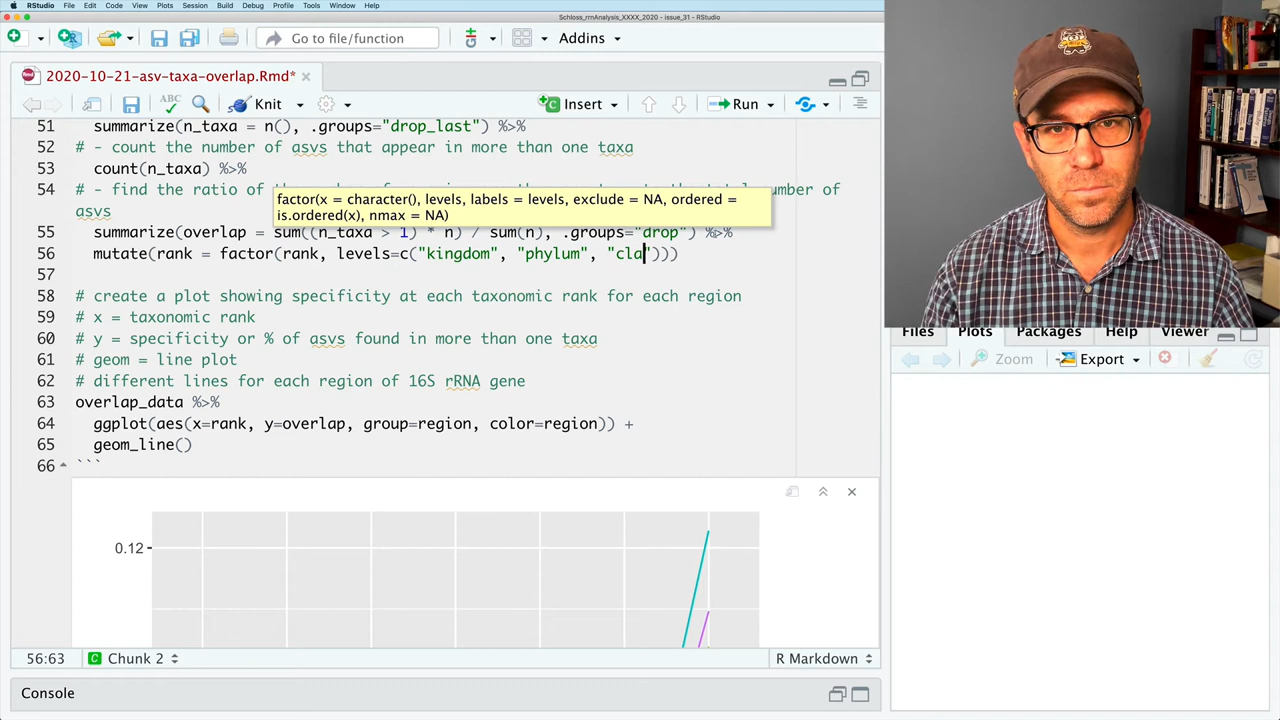 RStudio File Edit Code View Plots Session Build Debug Profile Tools Window Help
Schloss_rrnAnalysis_XXXX_2020 - issue_31 - RStudio
Go to file/function Addins
2020-10-21-asv-taxa-overlap.Rmd*
ABC Knit Insert Run
51 summarize(n_taxa = n(), .groups="drop_last") %>%
52 # - count the number of asvs that appear in more than one taxa
53 count(n_taxa) %>%
54 # - find the ratio of number of
asvs
factor(x = character(), levels, labels = levels, exclude = NA, ordered =
is.ordered(x), nmax = NA)
55 summarize(overlap = sum((n_taxa 1) * n) / sum(n), .groups="drop") %>%
56 mutate(rank = factor(rank, levels=c("kingdom", "phylum", "cla")))
57
58 # create a plot showing specificity at each taxonomic rank for each region
59 # x = taxonomic rank
60 # y = specificity or % of asvs found in more than one taxa
61 # geom = line plot
62 # different lines for each region of 16S rRNA gene
63 overlap_data %>%
64 ggplot(aes(x=rank, y=overlap, group=region, color=region)) +
65 geom_line()
66 ```
0.12
56:63 Chunk 2 R Markdown
Console
Files Plots Packages Help Viewer
Zoom Export